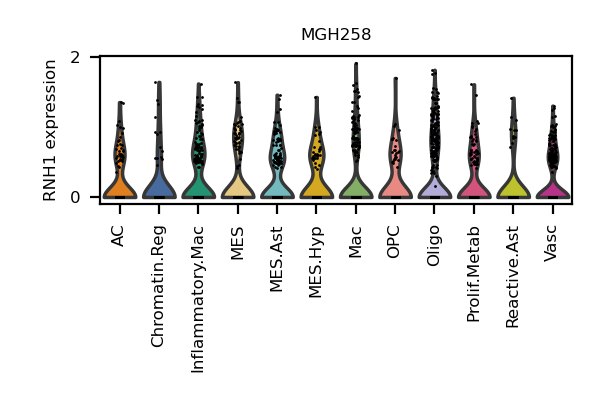 MGH258
RNH1 expression
2
0
AC
Chromatin.Reg
Inflammatory.Mac
MES
MES.Ast
MES.Hyp
Mac
OPC
Oligo
Prolif.Metab
Reactive.Ast
Vasc